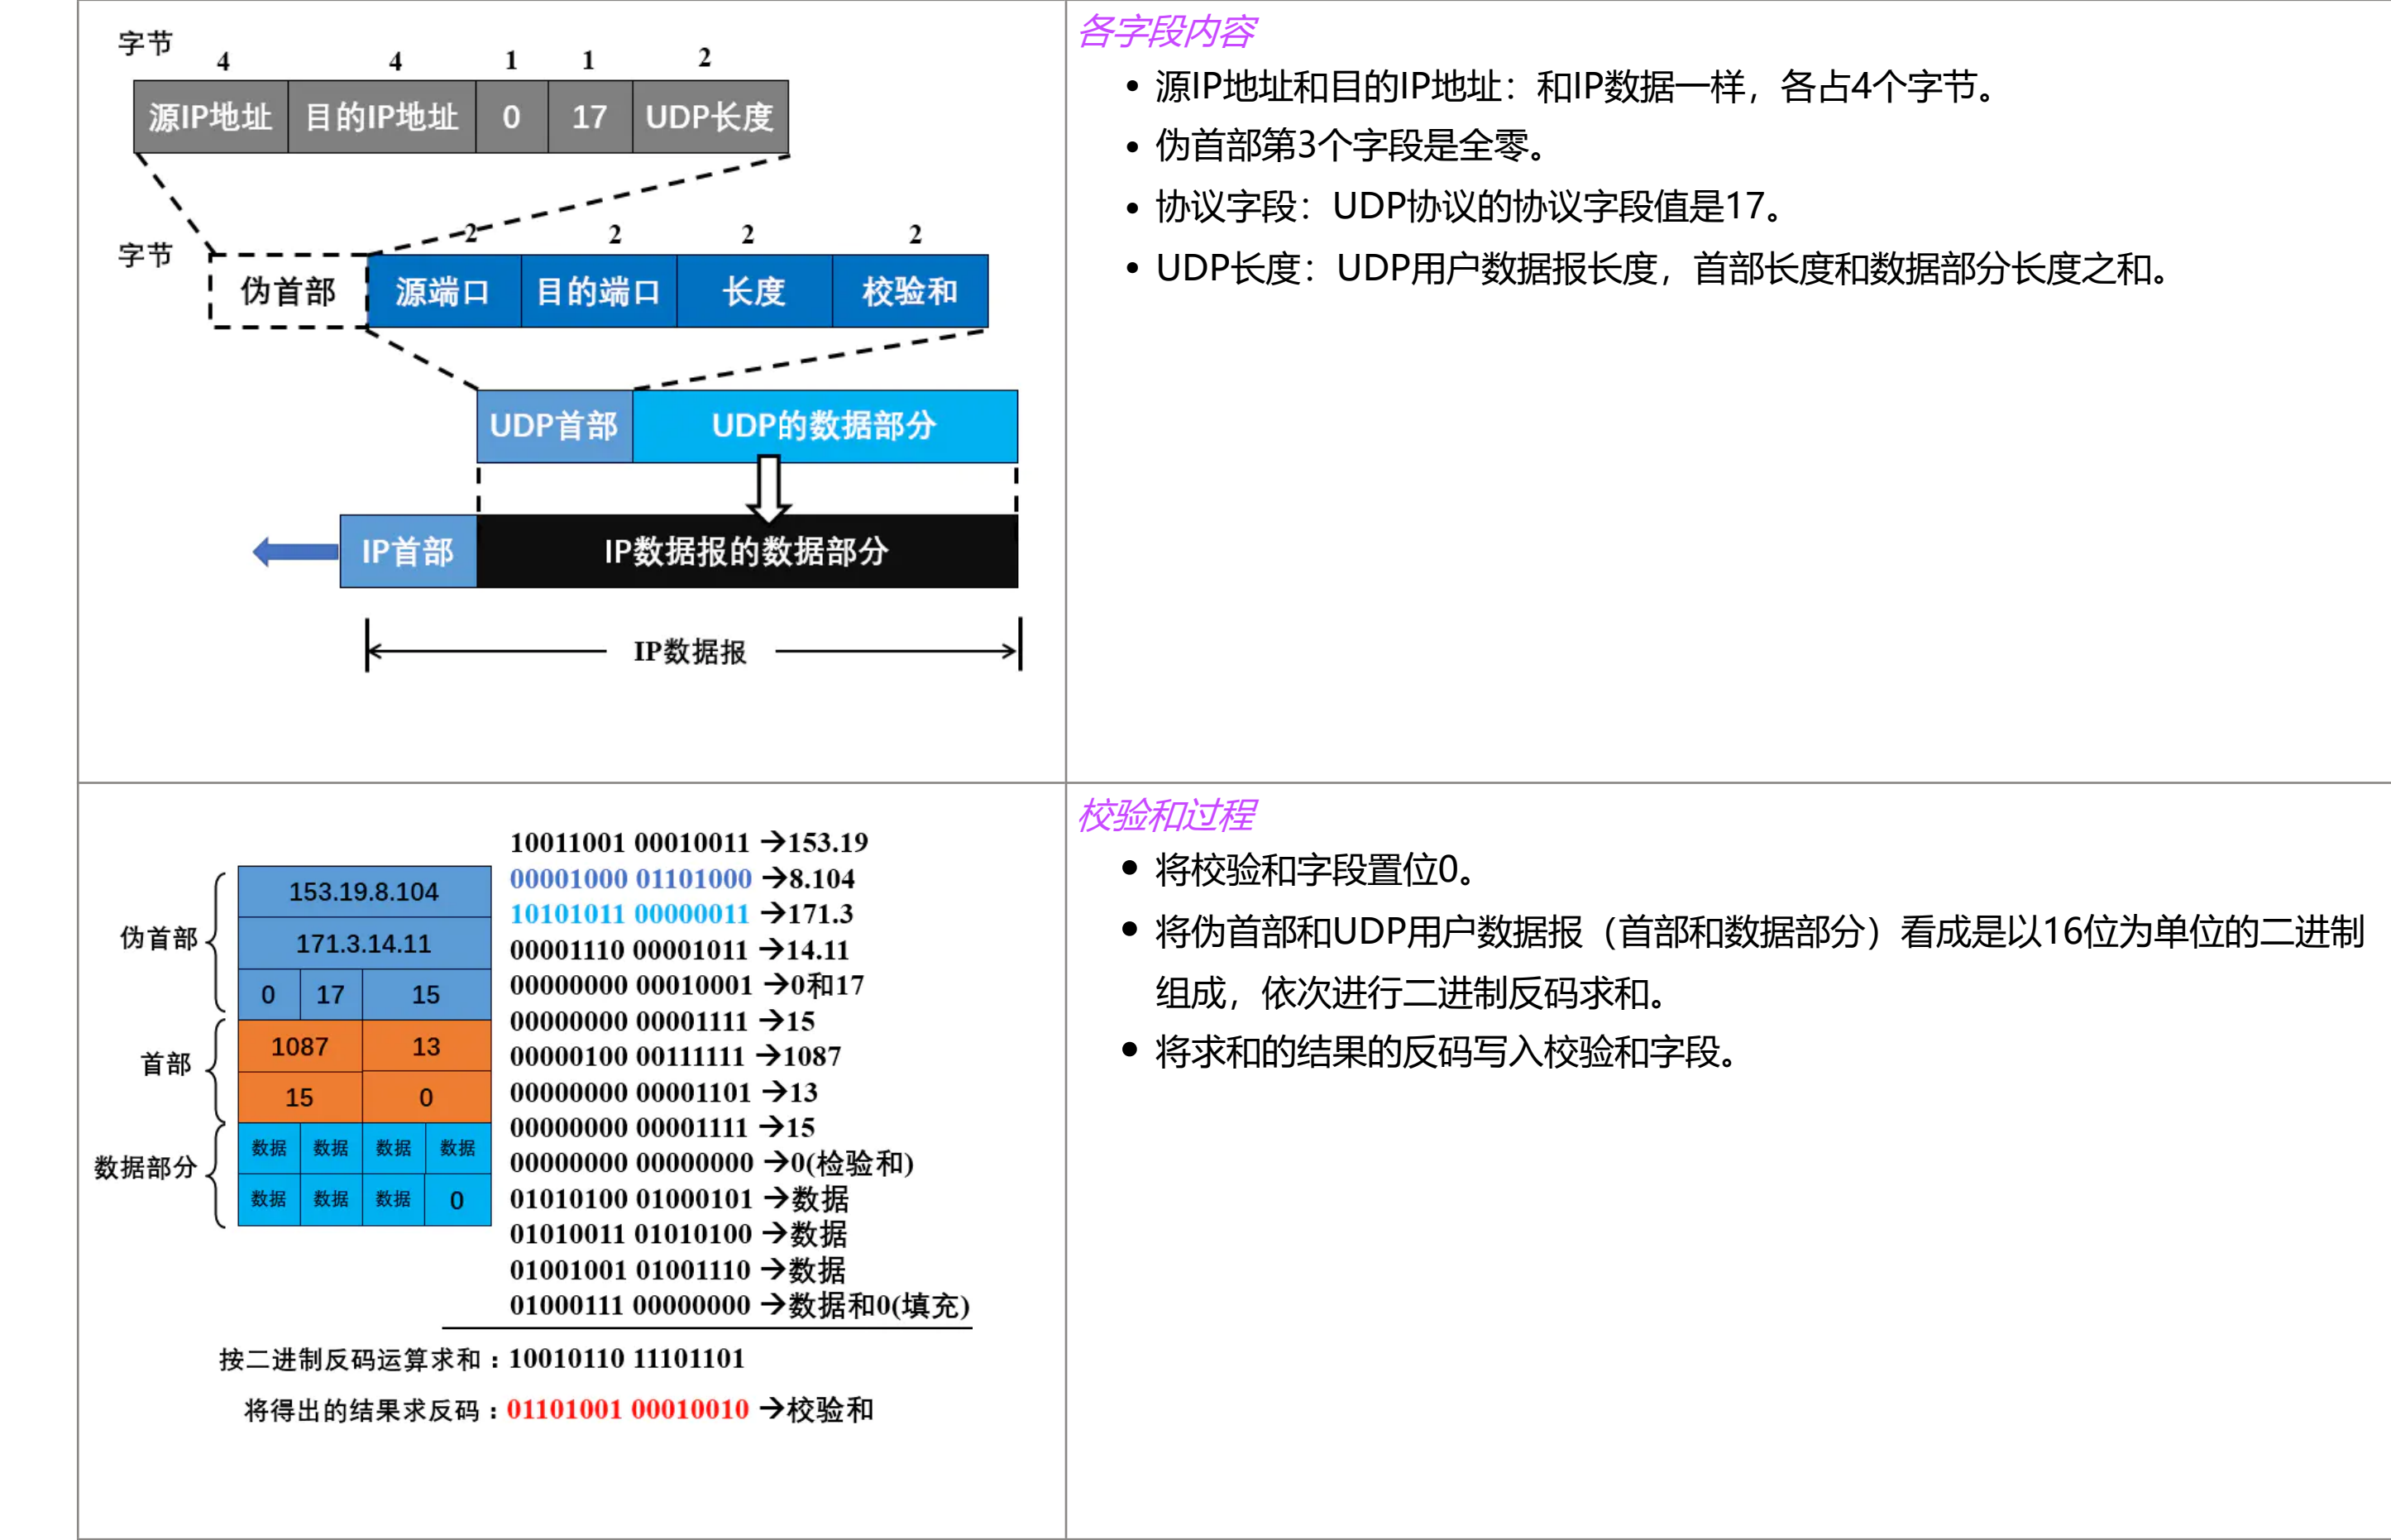 字节
4 4 1 1 2
源IP地址 目的IP地址 0 17 UDP长度
字节
2 2 2 2
伪首部 源端口 目的端口 长度 校验和
UDP首部 UDP的数据部分
IP首部 IP数据报的数据部分
IP数据报
各字段内容
• 源IP地址和目的IP地址：和IP数据一样，各占4个字节。
• 伪首部第3个字段是全零。
• 协议字段：UDP协议的协议字段值是17。
• UDP长度：UDP用户数据报长度，首部长度和数据部分长度之和。
伪首部
153.19.8.104
171.3.14.11
0 17 15
首部
1087 13
15 0
数据部分
数据 数据 数据 数据
数据 数据 数据 0
10011001 00010011 →153.19
00001000 01101000 →8.104
10101011 00000011 →171.3
00001110 00001011 →14.11
00000000 00010001 →0和17
00000000 00001111 →15
00000100 00111111 →1087
00000000 00001101 →13
00000000 00001111 →15
00000000 00000000 →0(检验和)
01010100 01000101 →数据
01010011 01010100 →数据
01001001 01001110 →数据
01000111 00000000 →数据和0(填充)
按二进制反码运算求和：10010110 11101101
将得出的结果求反码：01101001 00010010 →校验和
校验和过程
• 将校验和字段置位0。
• 将伪首部和UDP用户数据报（首部和数据部分）看成是以16位为单位的二进制
组成，依次进行二进制反码求和。
• 将求和的结果的反码写入校验和字段。